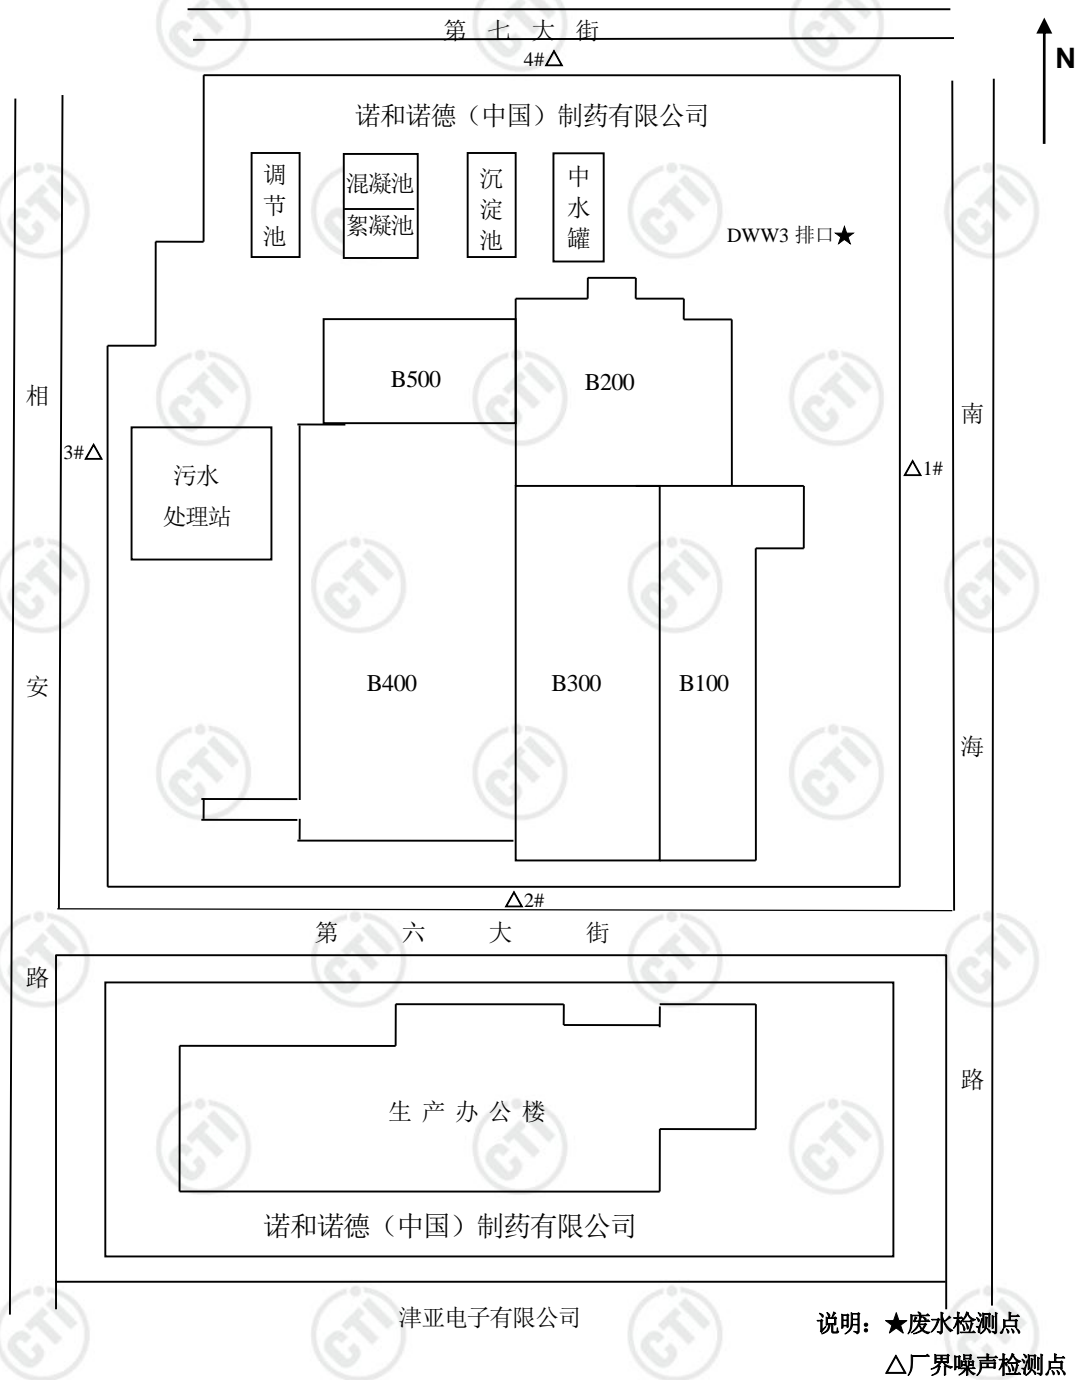 第七大街
4#△
N
诺和诺德（中国）制药有限公司
调节池
混凝池
絮凝池
沉淀池
中水罐
DWW3 排口★
B500
B200
相安路
南海路
3#△
△1#
污水
处理站
B400
B300
B100
△2#
第六大街
生产办公楼
诺和诺德（中国）制药有限公司
津亚电子有限公司
说明：★废水检测点
△厂界噪声检测点
CTI